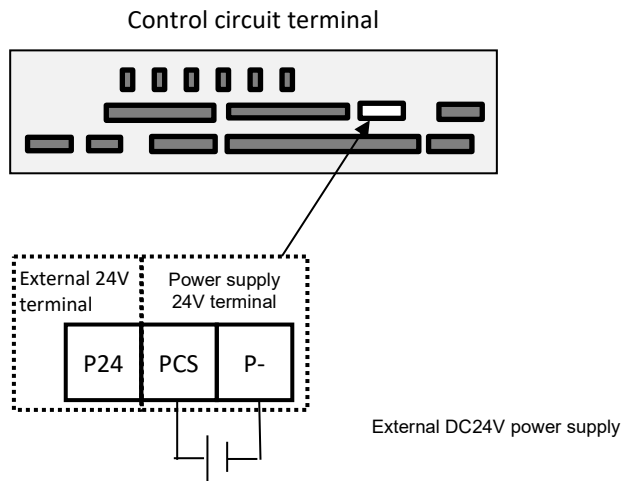 Control circuit terminal
External 24V
terminal
Power supply
24V terminal
P24
PCS
P-
External DC24V power supply